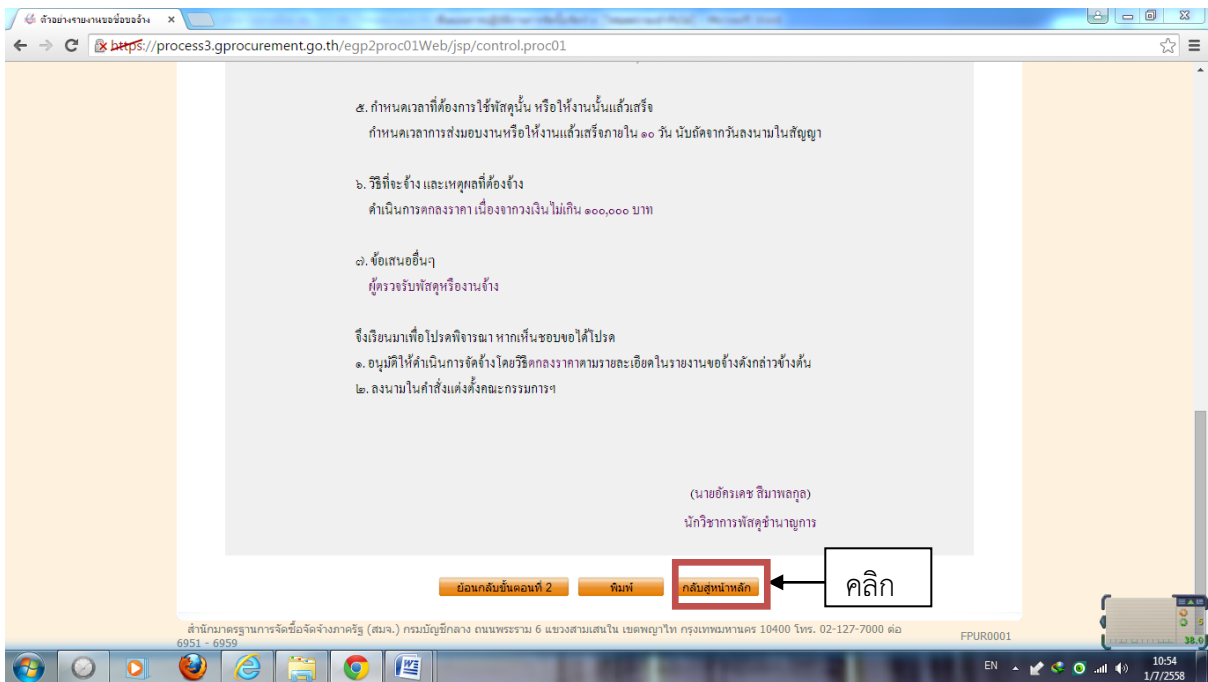 ตัวอย่างรายงานขอซื้อขอจ้าง
https://process3.gprocurement.go.th/egp2proc01Web/jsp/control.proc01
๕. กำหนดเวลาที่ต้องการใช้พัสดุนั้น หรือให้งานนั้นแล้วเสร็จ
กำหนดเวลาการส่งมอบงานหรือให้งานแล้วเสร็จภายใน ๑๐ วัน นับถัดจากวันลงนามในสัญญา
๖. วิธีที่จะจ้าง และเหตุผลที่ต้องจ้าง
ดำเนินการตกลงราคา เนื่องจากวงเงินไม่เกิน ๑๐๐,๐๐๐ บาท
๗. ข้อเสนออื่นๆ
ผู้ตรวจรับพัสดุหรืองานจ้าง
จึงเรียนมาเพื่อโปรดพิจารณา หากเห็นชอบขอได้โปรด
๑. อนุมัติให้ดำเนินการจัดจ้างโดยวิธีตกลงราคาตามรายละเอียดในรายงานขอจ้างดังกล่าวข้างต้น
๒. ลงนามในคำสั่งแต่งตั้งคณะกรรมการฯ
(นายอัครเดช สีมาพลกุล)
นักวิชาการพัสดุชำนาญการ
ย้อนกลับขั้นตอนที่ 2 พิมพ์ กลับสู่หน้าหลัก คลิก
สำนักมาตรฐานการจัดซื้อจัดจ้างภาครัฐ (สมจ.) กรมบัญชีกลาง ถนนพระราม 6 แขวงสามเสนใน เขตพญาไท กรุงเทพมหานคร 10400 โทร. 02-127-7000 ต่อ
6951 - 6959 FPUR0001
38.0
EN 10:54
1/7/2558